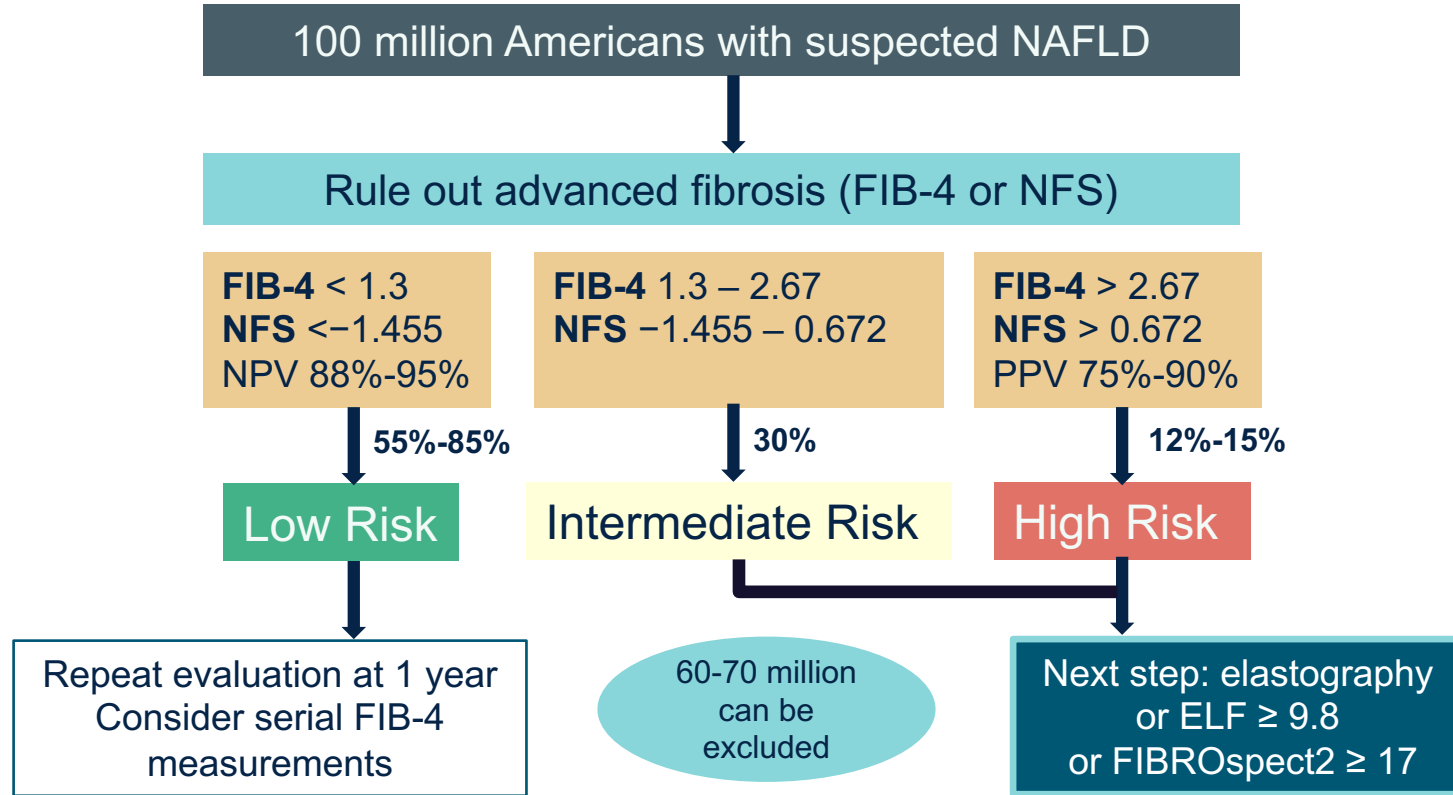 100 million Americans with suspected NAFLD
Rule out advanced fibrosis (FIB-4 or NFS)
FIB-4 < 1.3
NFS <−1.455
NPV 88%-95%
FIB-4 1.3 – 2.67
NFS −1.455 – 0.672
FIB-4 > 2.67
NFS > 0.672
PPV 75%-90%
55%-85%
30%
12%-15%
Low Risk
Intermediate Risk
High Risk
Repeat evaluation at 1 year
Consider serial FIB-4
measurements
60-70 million
can be
excluded
Next step: elastography
or ELF ≥ 9.8
or FIBROspect2 ≥ 17